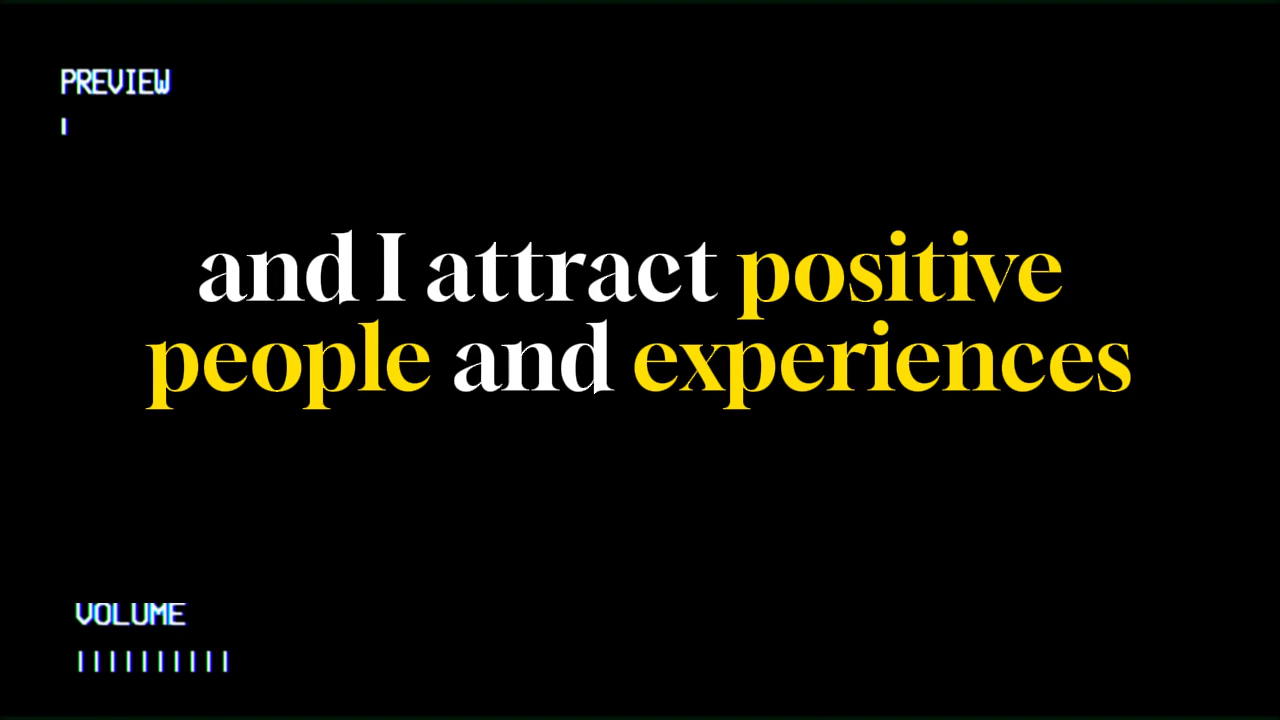 PREVIEW
and I attract positive
people and experiences
VOLUME